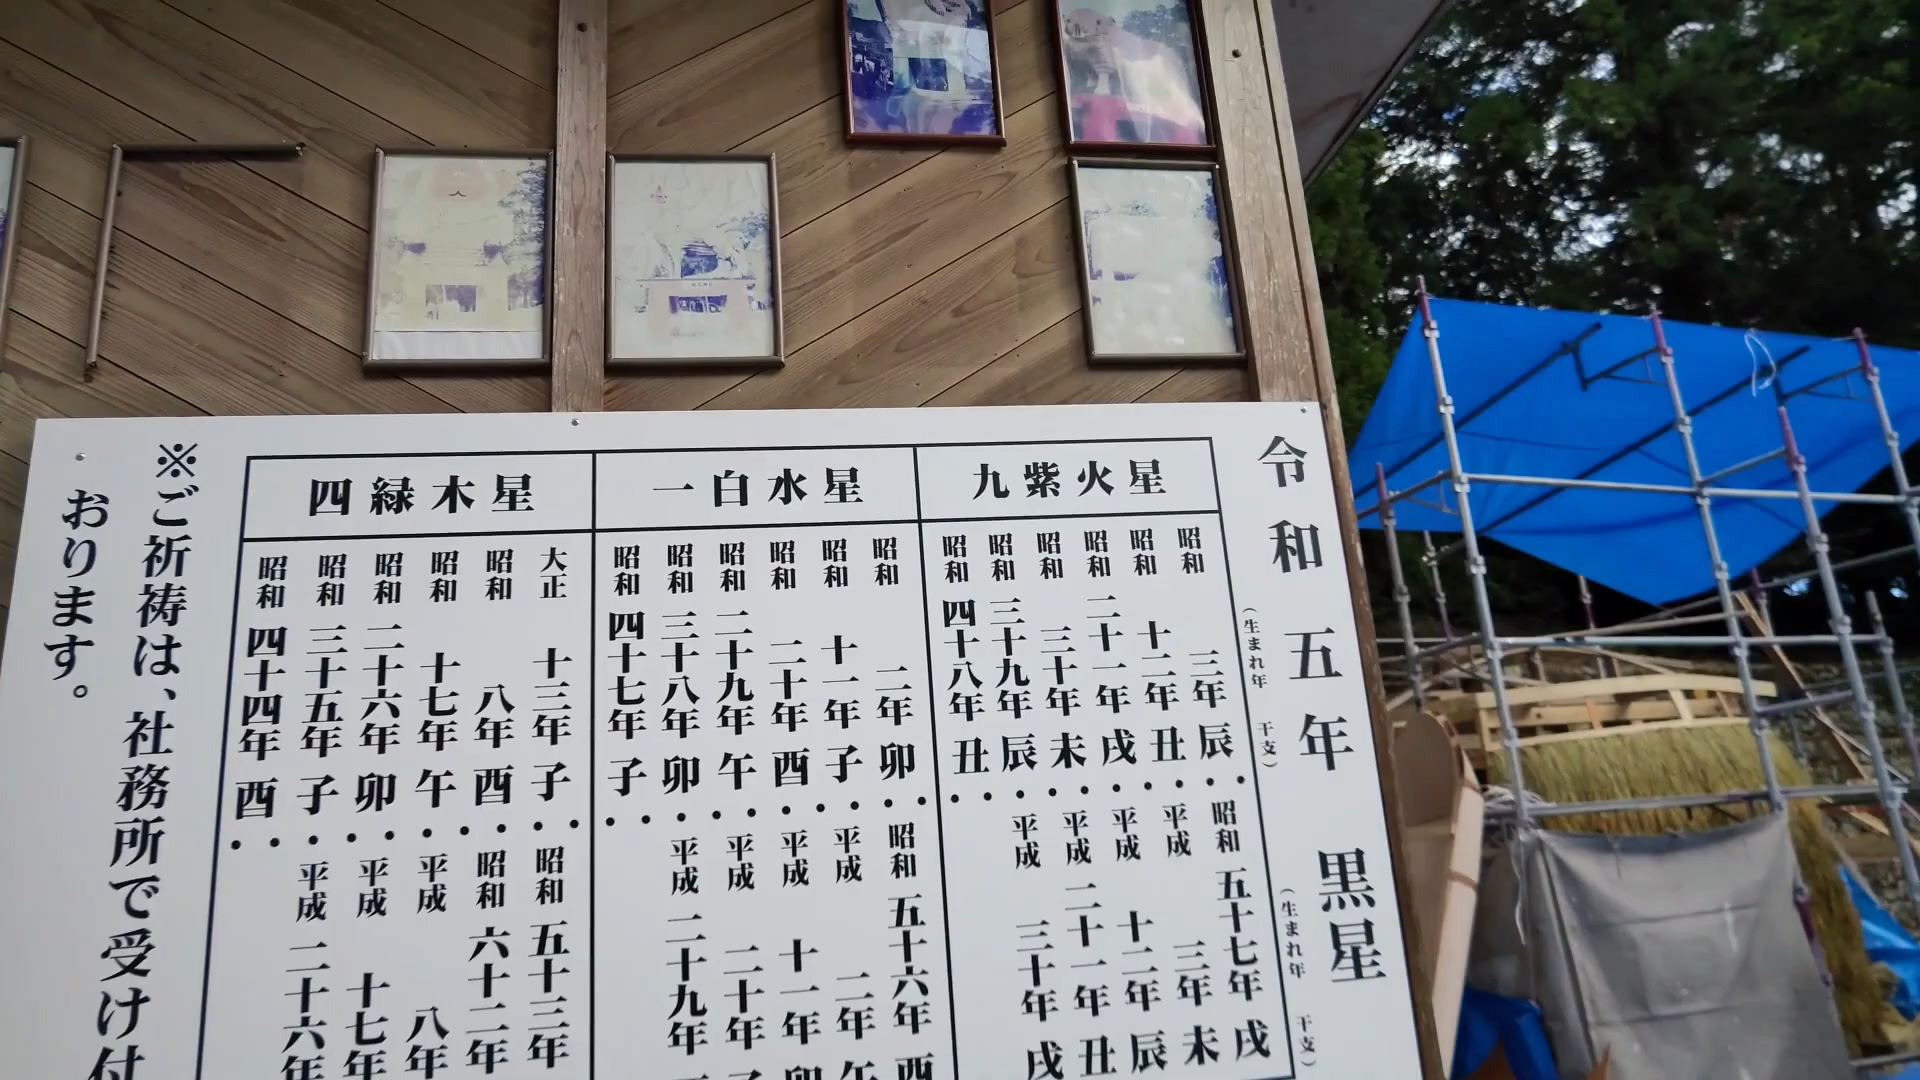 令和五年 黒星
（生まれ年 干支）
（生まれ年 干支）
九紫火星
昭和 三年 辰
昭和 十二年 丑
昭和 二十一年 戌
昭和 三十年 未
昭和 三十九年 辰
昭和 四十八年 丑
昭和 五十七年 戌
平成 三年 未
平成 十二年 辰
平成 二十一年 丑
平成 三十年 戌
一白水星
昭和 二年 卯
昭和 十一年 子
昭和 二十年 酉
昭和 二十九年 午
昭和 三十八年 卯
昭和 四十七年 子
昭和 五十六年 酉
平成 二年 午
平成 十一年 卯
平成 二十年
平成 二十九年
四緑木星
大正 十三年 子
昭和 八年 酉
昭和 十七年 午
昭和 二十六年 卯
昭和 三十五年 子
昭和 四十四年 酉
昭和 五十三年
昭和 六十二年
平成 八年
平成 十七年
平成 二十六年
※ご祈祷は、社務所で受け付
おります。